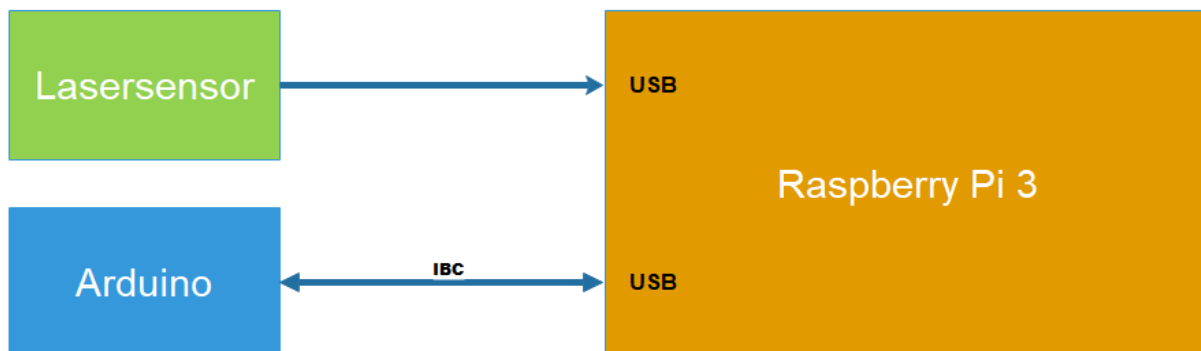 Lasersensor
USB
Raspberry Pi 3
Arduino
IBC
USB